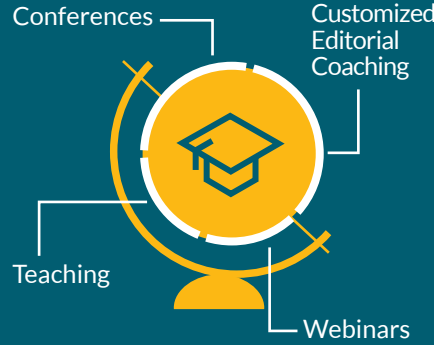 Conferences
Customized
Editorial
Coaching
Teaching
Webinars